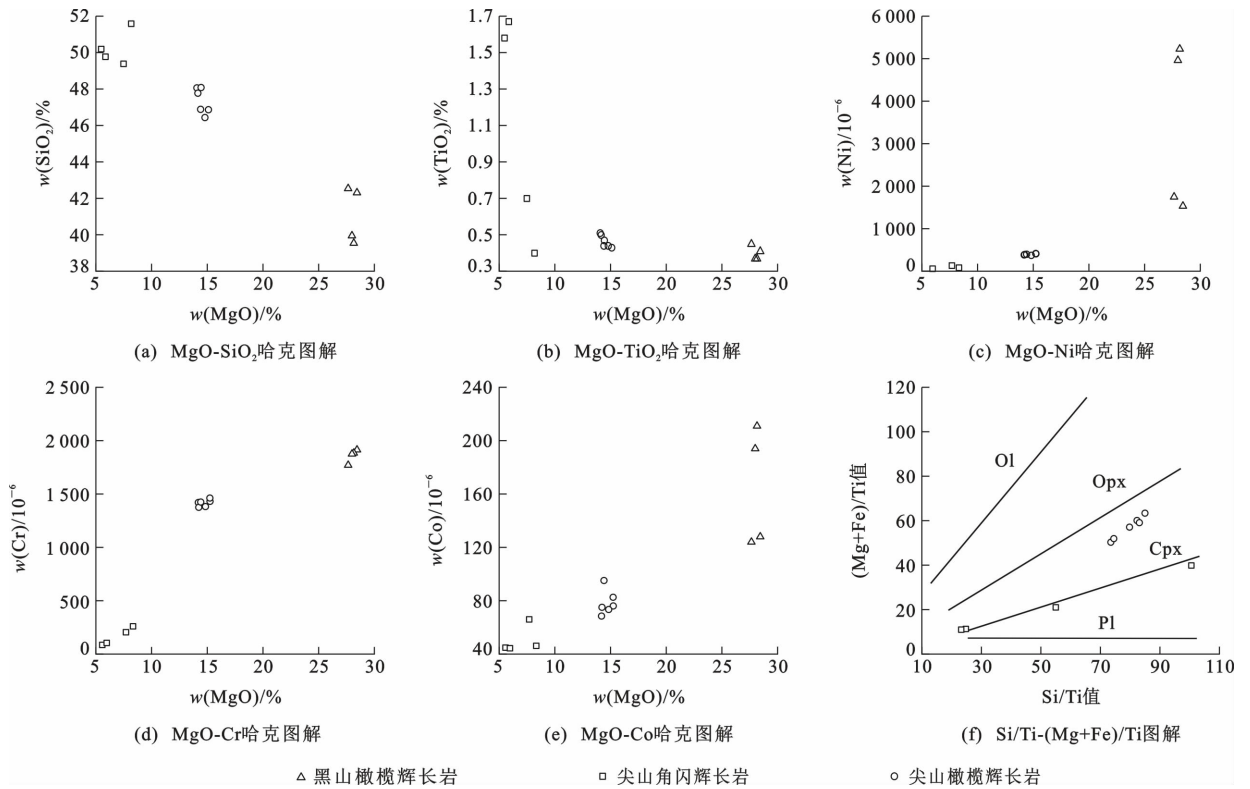 52
50
48
46
44
42
40
38
w(SiO₂)/%
5 10 15 20 25 30
w(MgO)/%
(a) MgO-SiO₂哈克图解
1.7
1.5
1.3
1.1
0.9
0.7
0.5
0.3
w(TiO₂)/%
5 10 15 20 25 30
w(MgO)/%
(b) MgO-TiO₂哈克图解
6 000
5 000
4 000
3 000
2 000
1 000
0
w(Ni)/10⁻⁶
5 10 15 20 25 30
w(MgO)/%
(c) MgO-Ni哈克图解
2 500
2 000
1 500
1 000
500
0
w(Cr)/10⁻⁶
5 10 15 20 25 30
w(MgO)/%
(d) MgO-Cr哈克图解
240
200
160
120
80
40
w(Co)/10⁻⁶
5 10 15 20 25 30
w(MgO)/%
(e) MgO-Co哈克图解
120
100
80
60
40
20
0
(Mg+Fe)/Ti值
Ol
Opx
Cpx
Pl
10 30 50 70 90 110
Si/Ti值
(f) Si/Ti-(Mg+Fe)/Ti图解
△ 黑山橄榄辉长岩 □ 尖山角闪辉长岩 ○ 尖山橄榄辉长岩